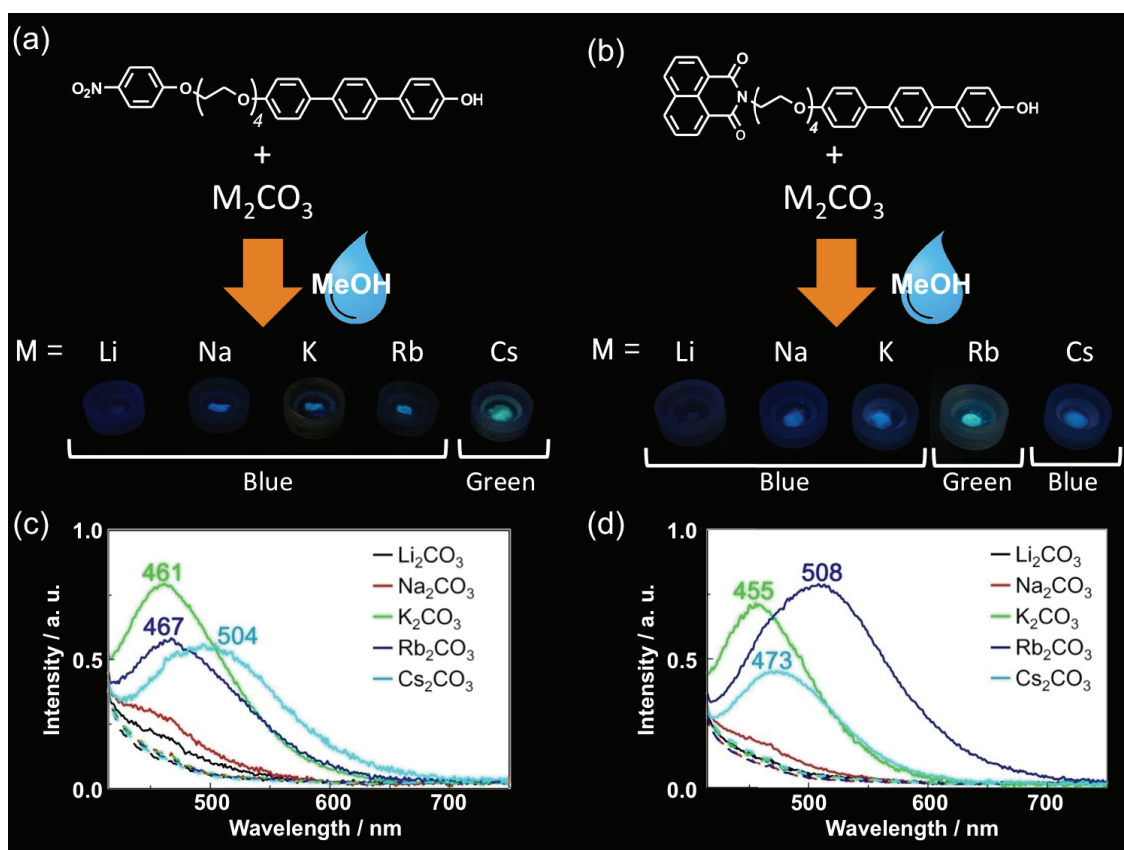 (a)
O₂N
O
O
4
OH
+
M₂CO₃
MeOH
M = Li Na K Rb Cs
Blue Green
(b)
O
N
O
O
4
OH
+
M₂CO₃
MeOH
M = Li Na K Rb Cs
Blue Green Blue
(c)
1.0
0.5
0.0
Intensity / a. u.
461
467
504
Li₂CO₃
Na₂CO₃
K₂CO₃
Rb₂CO₃
Cs₂CO₃
500 600 700
Wavelength / nm
(d)
1.0
0.5
0.0
Intensity / a. u.
455
508
473
Li₂CO₃
Na₂CO₃
K₂CO₃
Rb₂CO₃
Cs₂CO₃
500 600 700
Wavelength / nm